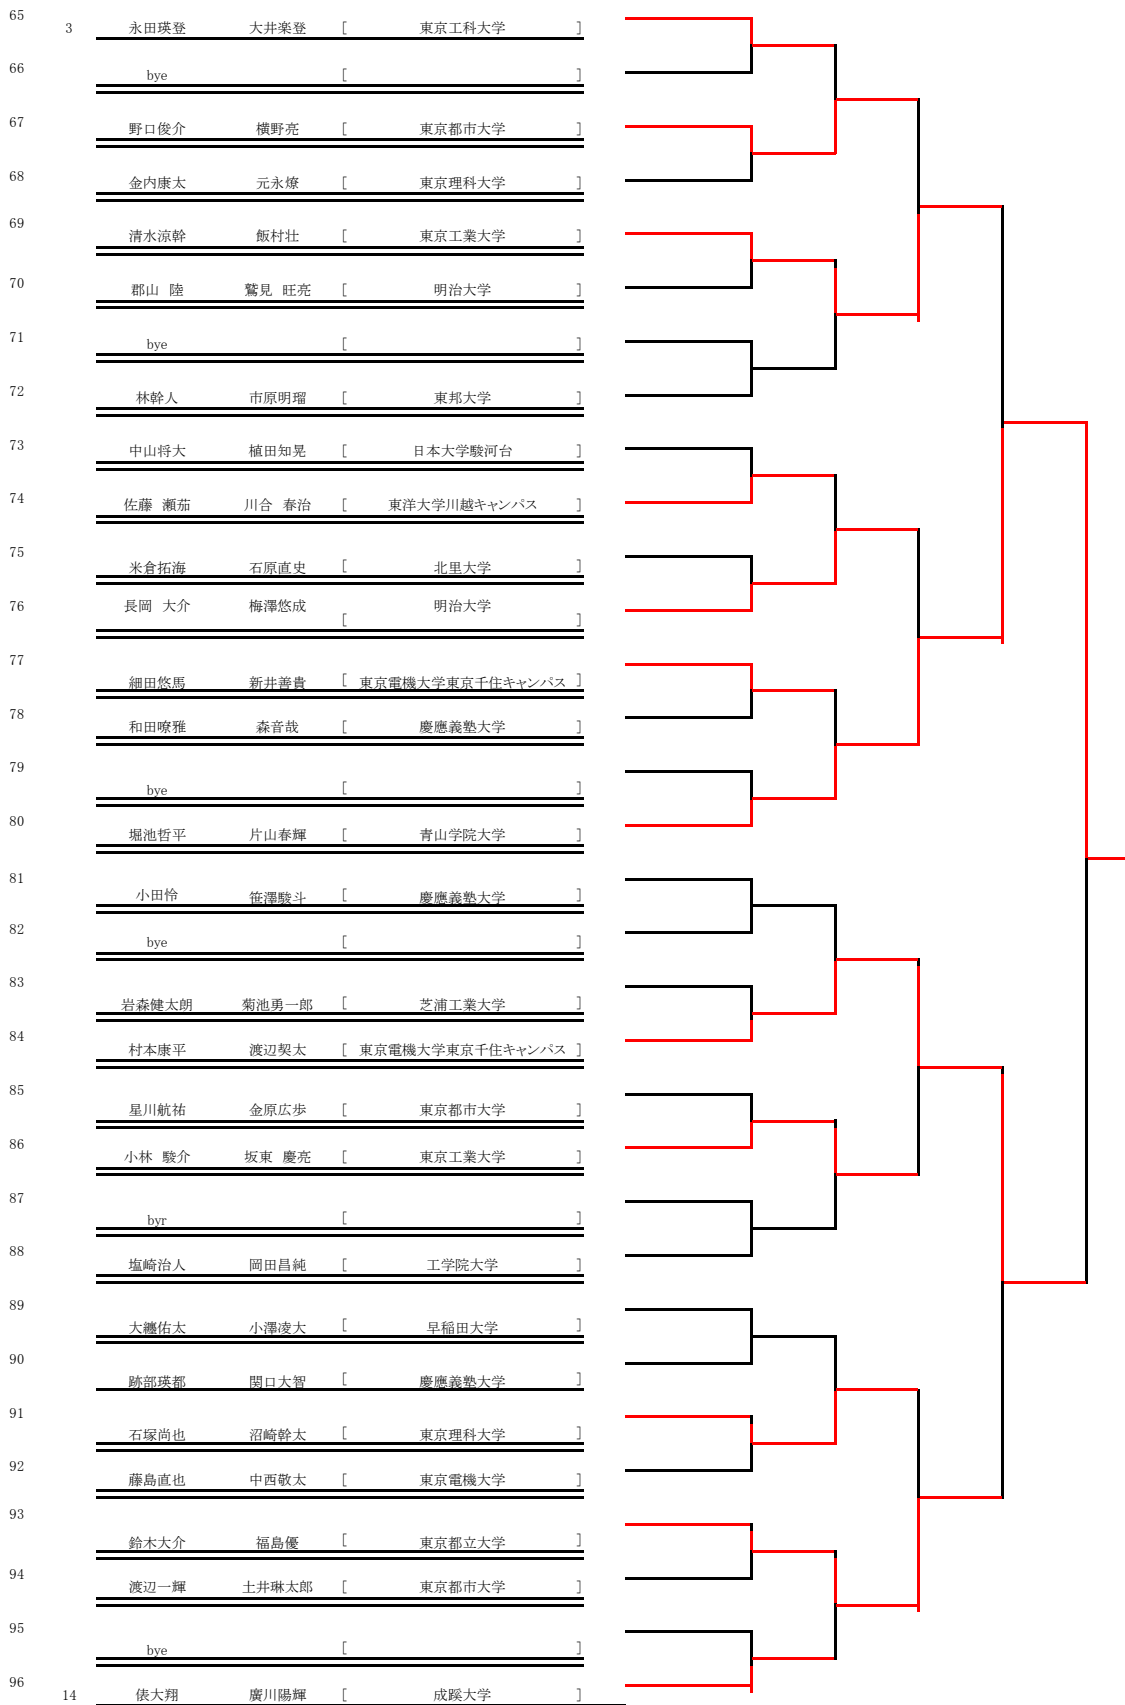 65 3 永田瑛登 大井楽登 [ 東京工科大学 ]
66 bye [ ]
67 野口俊介 横野亮 [ 東京都市大学 ]
68 金内康太 元永燎 [ 東京理科大学 ]
69 清水涼幹 飯村壮 [ 東京工業大学 ]
70 郡山 陸 鷲見 旺亮 [ 明治大学 ]
71 bye [ ]
72 林幹人 市原明瑠 [ 東邦大学 ]
73 中山将大 植田知晃 [ 日本大学駿河台 ]
74 佐藤 瀬茄 川合 春治 [ 東洋大学川越キャンパス ]
75 米倉拓海 石原直史 [ 北里大学 ]
76 長岡 大介 梅澤悠成 [ 明治大学 ]
77 細田悠馬 新井善貴 [ 東京電機大学東京千住キャンパス ]
78 和田瞭雅 森音哉 [ 慶應義塾大学 ]
79 bye [ ]
80 堀池哲平 片山春輝 [ 青山学院大学 ]
81 小田怜 笹澤駿斗 [ 慶應義塾大学 ]
82 bye [ ]
83 岩森健太朗 菊池勇一郎 [ 芝浦工業大学 ]
84 村本康平 渡辺契太 [ 東京電機大学東京千住キャンパス ]
85 星川航祐 金原広歩 [ 東京都市大学 ]
86 小林 駿介 坂東 慶亮 [ 東京工業大学 ]
87 byr [ ]
88 塩崎治人 岡田昌純 [ 工学院大学 ]
89 大纏佑太 小澤凌大 [ 早稲田大学 ]
90 跡部瑛都 関口大智 [ 慶應義塾大学 ]
91 石塚尚也 沼崎幹太 [ 東京理科大学 ]
92 藤島直也 中西敬太 [ 東京電機大学 ]
93 鈴木大介 福島優 [ 東京都立大学 ]
94 渡辺一輝 土井琳太郎 [ 東京都市大学 ]
95 bye [ ]
96 14 俵大翔 廣川陽輝 [ 成蹊大学 ]